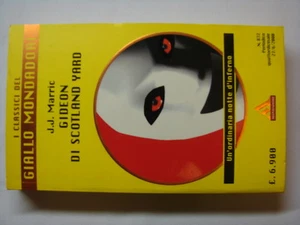 I CLASSICI DEL
GIALLO MONDADORI
J.J. Marric
GIDEON
DI SCOTLAND YARD
Un'ordinaria notte d'inferno
£. 6.900